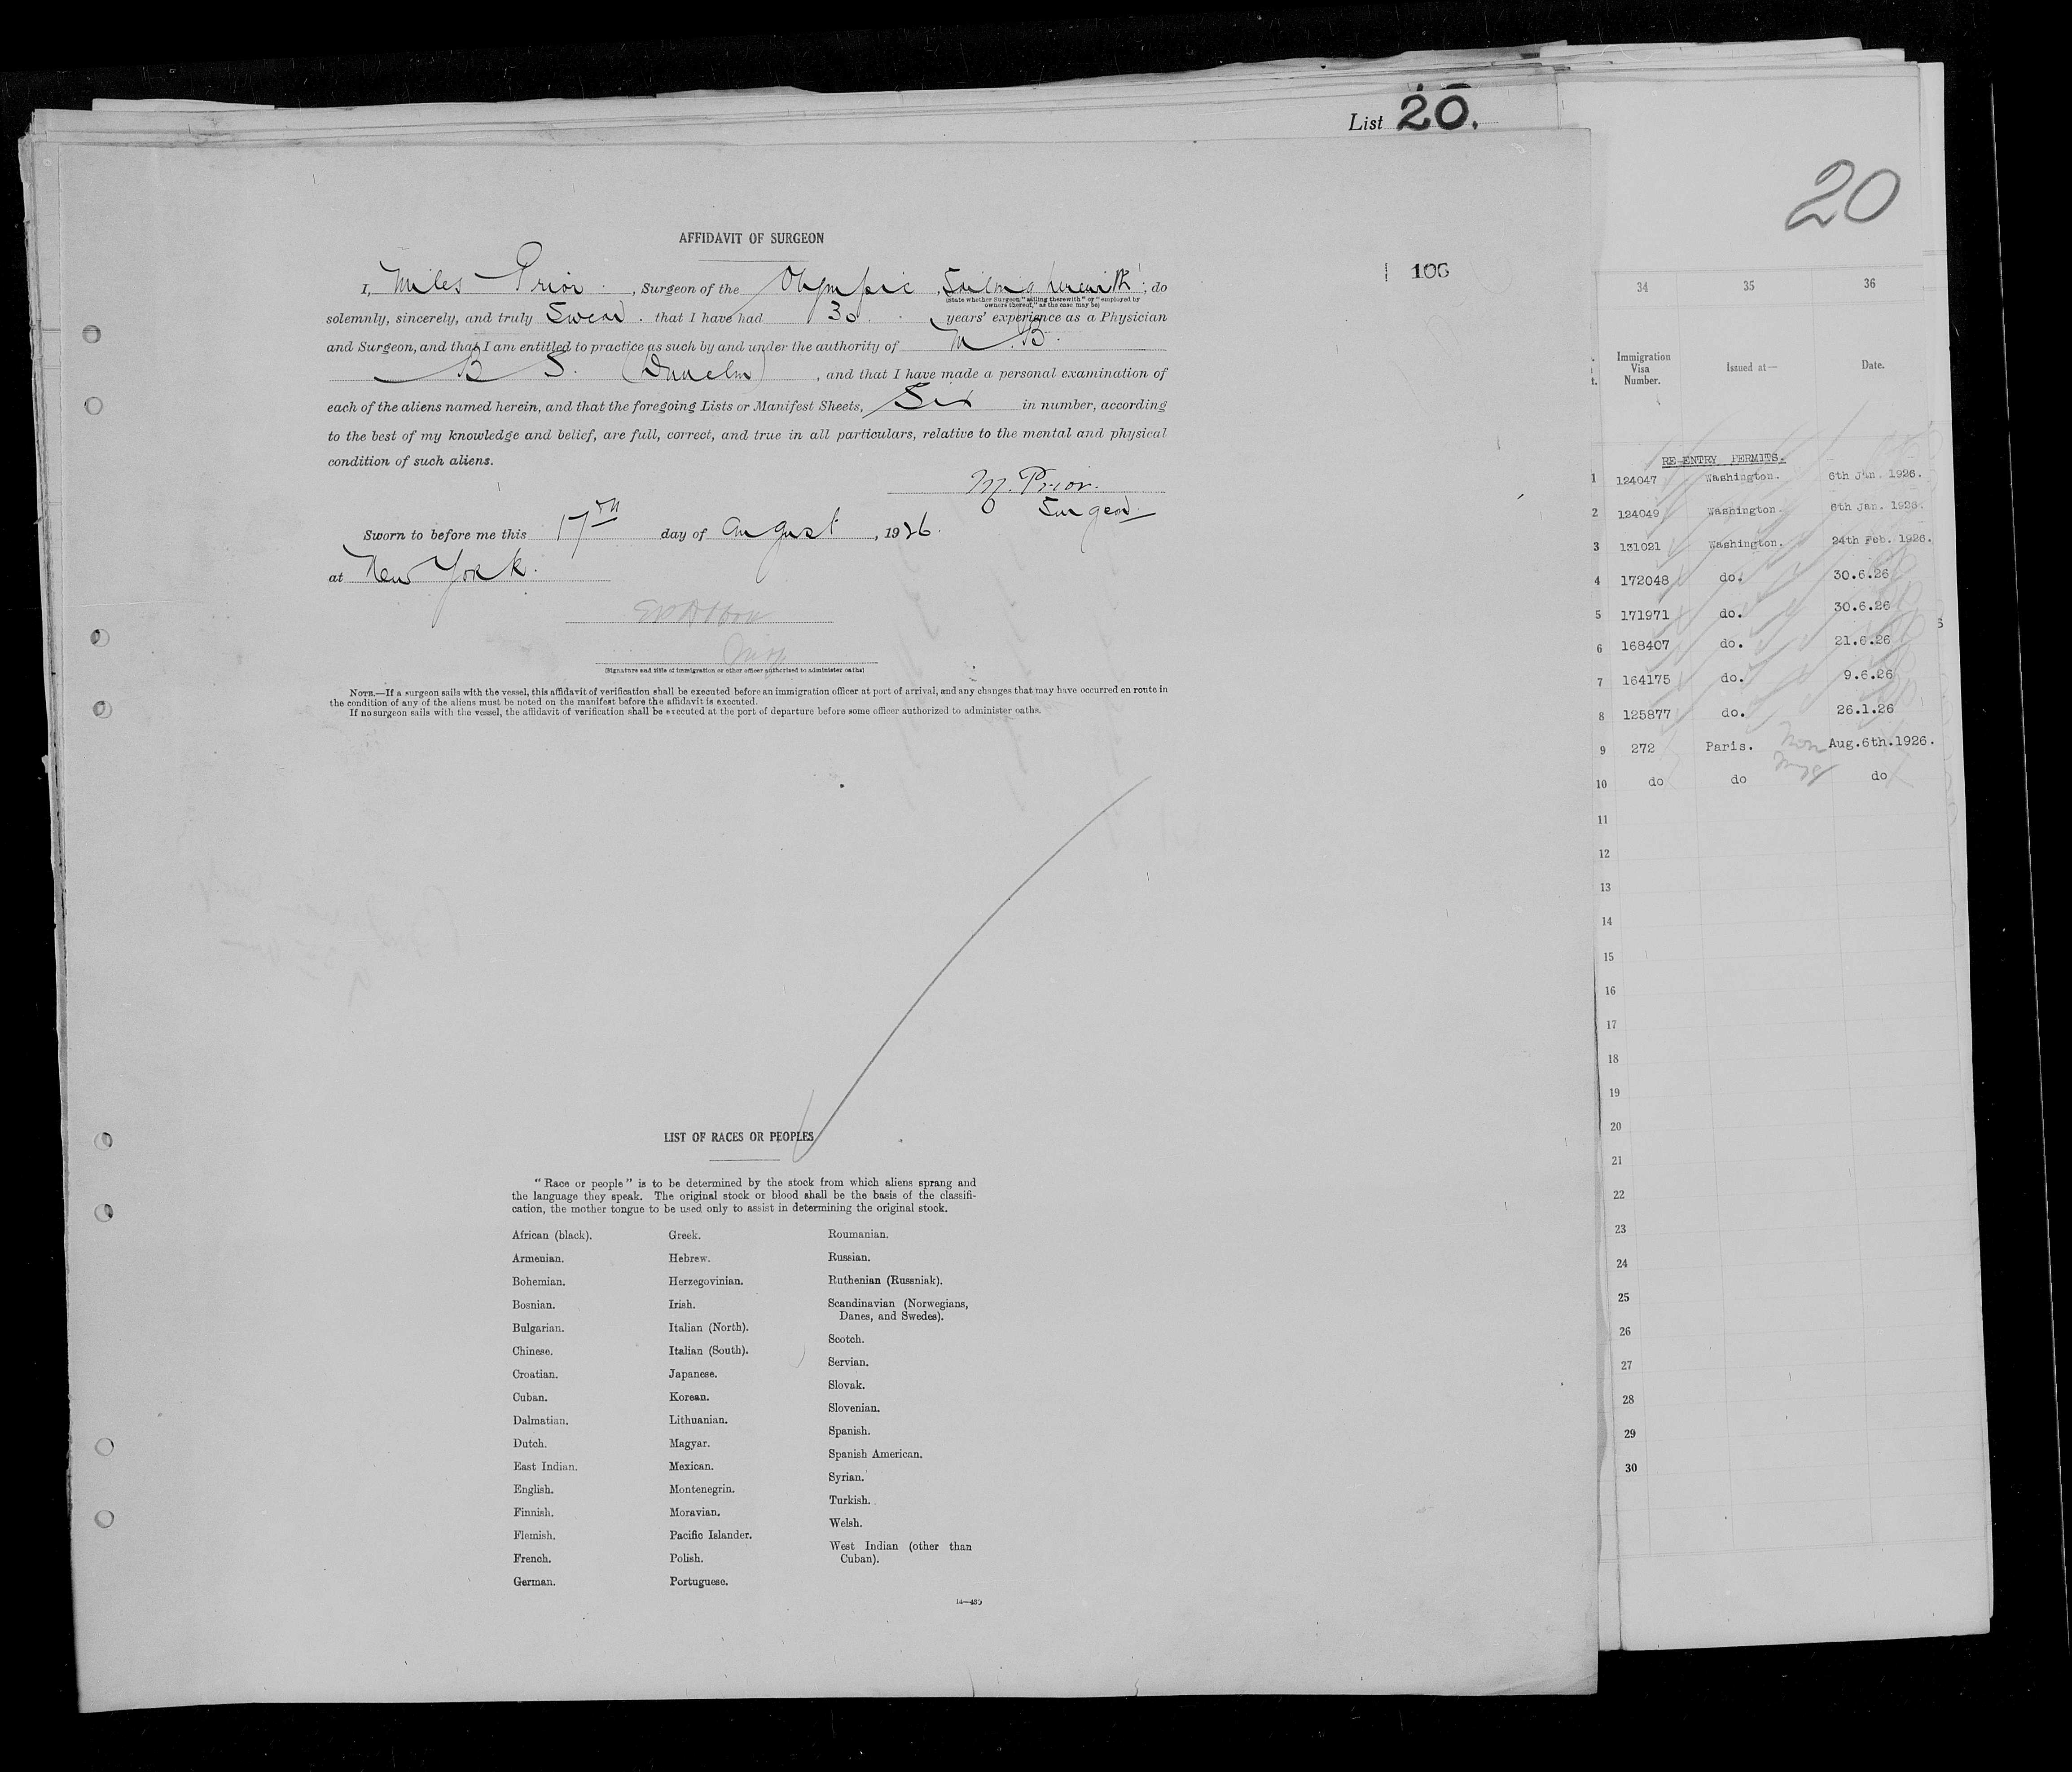 List 20.
20
AFFIDAVIT OF SURGEON
106
I, Miles Prior, Surgeon of the Olympic, Sailing herewith, do
(State whether Surgeon "sailing therewith" or "employed by
owners thereof," as the case may be)
solemnly, sincerely, and truly Swear. that I have had 30 years' experience as a Physician
and Surgeon, and that I am entitled to practice as such by and under the authority of M. B.
B S. (Dunelm), and that I have made a personal examination of
each of the aliens named herein, and that the foregoing Lists or Manifest Sheets, Six in number, according
to the best of my knowledge and belief, are full, correct, and true in all particulars, relative to the mental and physical
condition of such aliens.
M. Prior.
Surgeon
Sworn to before me this 17th day of August, 1926.
at New York.
(Signature and title of immigration or other officer authorized to administer oaths)
NOTE.—If a surgeon sails with the vessel, this affidavit of verification shall be executed before an immigration officer at port of arrival, and any changes that may have occurred en route in
the condition of any of the aliens must be noted on the manifest before the affidavit is executed.
If no surgeon sails with the vessel, the affidavit of verification shall be executed at the port of departure before some officer authorized to administer oaths.
LIST OF RACES OR PEOPLES
"Race or people" is to be determined by the stock from which aliens sprang and
the language they speak. The original stock or blood shall be the basis of the classifi-
cation, the mother tongue to be used only to assist in determining the original stock.
African (black).
Armenian.
Bohemian.
Bosnian.
Bulgarian.
Chinese.
Croatian.
Cuban.
Dalmatian.
Dutch.
East Indian.
English.
Finnish.
Flemish.
French.
German.
Greek.
Hebrew.
Herzegovinian.
Irish.
Italian (North).
Italian (South).
Japanese.
Korean.
Lithuanian.
Magyar.
Mexican.
Montenegrin.
Moravian.
Pacific Islander.
Polish.
Portuguese.
Roumanian.
Russian.
Ruthenian (Russniak).
Scandinavian (Norwegians,
Danes, and Swedes).
Scotch.
Servian.
Slovak.
Slovenian.
Spanish.
Spanish American.
Syrian.
Turkish.
Welsh.
West Indian (other than
Cuban).
34 35 36
Immigration
Visa
Number.
Issued at—
Date.
RE-ENTRY PERMITS.
1 124047 Washington. 6th Jan. 1926.
2 124049 Washington. 6th Jan. 1926.
3 131021 Washington. 24th Feb. 1926.
4 172048 do. 30.6.26
5 171971 do. 30.6.26
6 168407 do. 21.6.26
7 164175 do. 9.6.26
8 125877 do. 26.1.26
9 272 Paris. Aug.6th.1926.
10 do do do
11
12
13
14
15
16
17
18
19
20
21
22
23
24
25
26
27
28
29
30